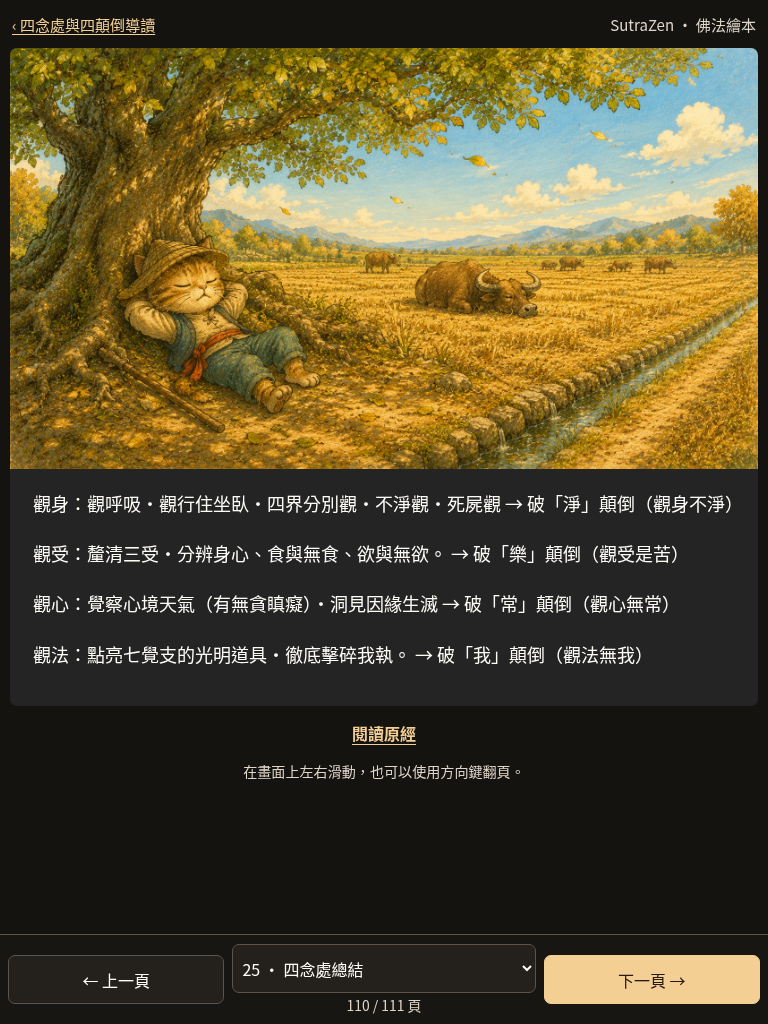 ‹ 四念處與四顛倒導讀
SutraZen · 佛法繪本
觀身：觀呼吸・觀行住坐臥・四界分別觀・不淨觀・死屍觀 → 破「淨」顛倒（觀身不淨）
觀受：釐清三受・分辨身心、食與無食、欲與無欲。 → 破「樂」顛倒（觀受是苦）
觀心：覺察心境天氣（有無貪瞋癡）・洞見因緣生滅 → 破「常」顛倒（觀心無常）
觀法：點亮七覺支的光明道具・徹底擊碎我執。 → 破「我」顛倒（觀法無我）
閱讀原經
在畫面上左右滑動，也可以使用方向鍵翻頁。
← 上一頁
25 · 四念處總結
110 / 111 頁
下一頁 →